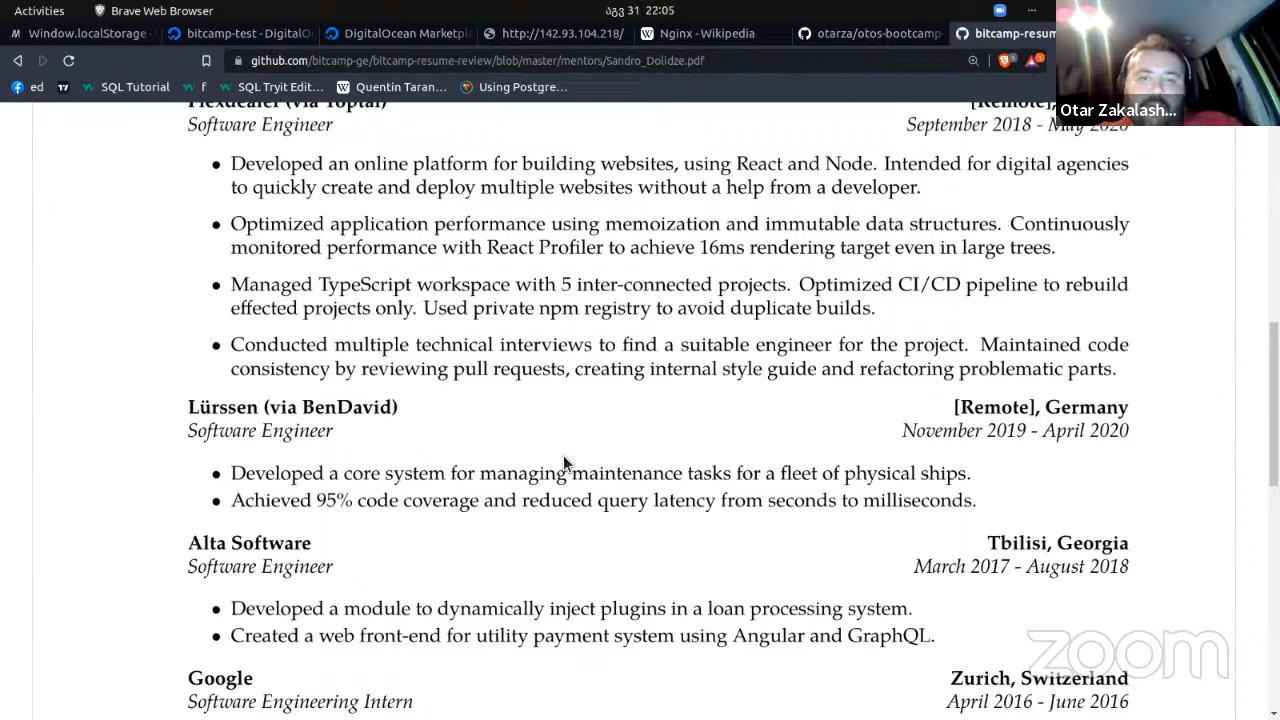 Activities Brave Web Browser აგვ 31 22:05
Window.localStorage bitcamp-test - DigitalO DigitalOcean Marketpl http://142.93.104.218/ Nginx - Wikipedia otarza/otos-bootcamp bitcamp-resum
github.com/bitcamp-ge/bitcamp-resume-review/blob/master/mentors/Sandro_Dolidze.pdf
ed SQL Tutorial f SQL Tryit Edit… Quentin Taran… Using Postgre…
Otar Zakalash...
Flexdealer (via Toptal) [Remote],
Software Engineer September 2018 - May 2020
• Developed an online platform for building websites, using React and Node. Intended for digital agencies
to quickly create and deploy multiple websites without a help from a developer.
• Optimized application performance using memoization and immutable data structures. Continuously
monitored performance with React Profiler to achieve 16ms rendering target even in large trees.
• Managed TypeScript workspace with 5 inter-connected projects. Optimized CI/CD pipeline to rebuild
effected projects only. Used private npm registry to avoid duplicate builds.
• Conducted multiple technical interviews to find a suitable engineer for the project. Maintained code
consistency by reviewing pull requests, creating internal style guide and refactoring problematic parts.
Lürssen (via BenDavid) [Remote], Germany
Software Engineer November 2019 - April 2020
• Developed a core system for managing maintenance tasks for a fleet of physical ships.
• Achieved 95% code coverage and reduced query latency from seconds to milliseconds.
Alta Software Tbilisi, Georgia
Software Engineer March 2017 - August 2018
• Developed a module to dynamically inject plugins in a loan processing system.
• Created a web front-end for utility payment system using Angular and GraphQL.
zoom
Google Zurich, Switzerland
Software Engineering Intern April 2016 - June 2016